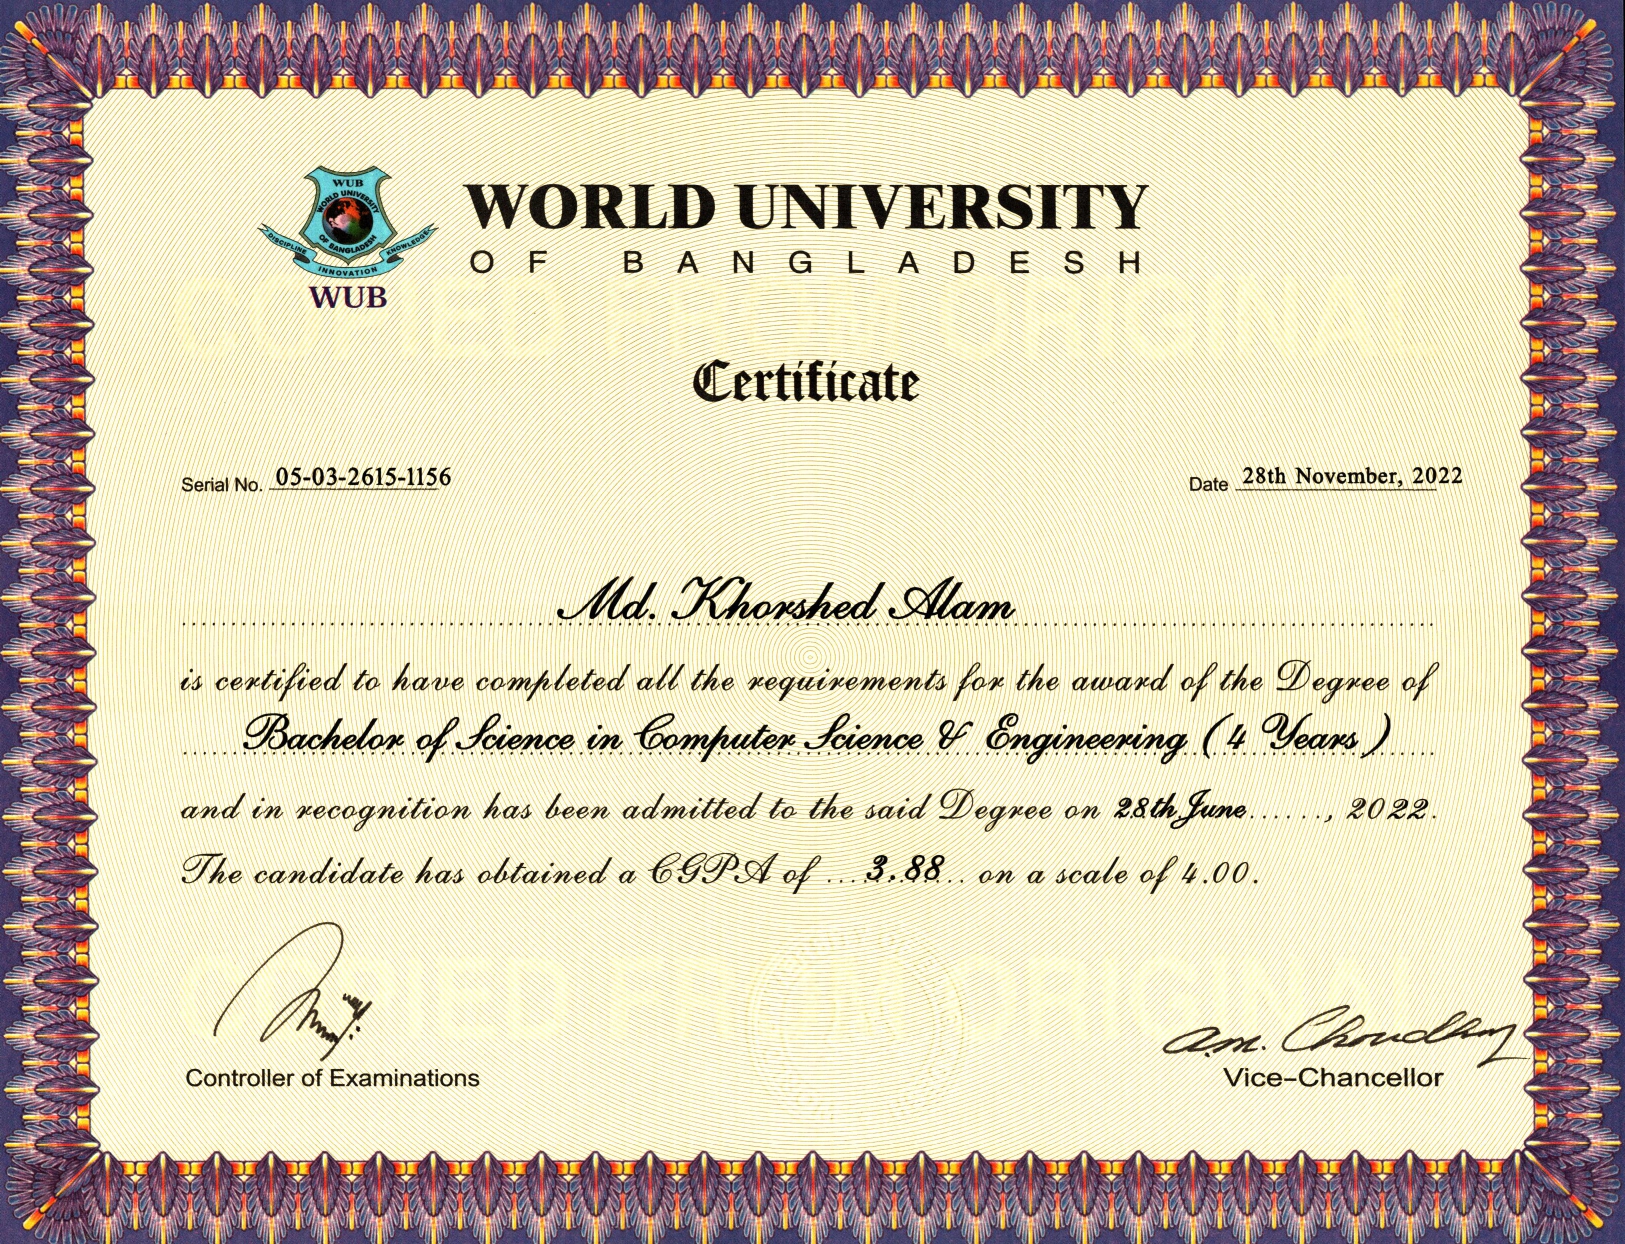 WUB
WORLD UNIVERSITY
OF BANGLADESH
DISCIPLINE
INNOVATION
KNOWLEDGE
WUB
WORLD UNIVERSITY
OF BANGLADESH
COPIED FROM ORIGINAL
Certificate
Serial No. 05-03-2615-1156
Date 28th November, 2022
Md. Khorshed Alam
is certified to have completed all the requirements for the award of the Degree of
Bachelor of Science in Computer Science & Engineering (4 Years)
and in recognition has been admitted to the said Degree on 28th June......, 2022.
The candidate has obtained a CGPA of ...3.88... on a scale of 4.00.
COPIED FROM ORIGINAL
A.M. Choudhury
Controller of Examinations
Vice-Chancellor